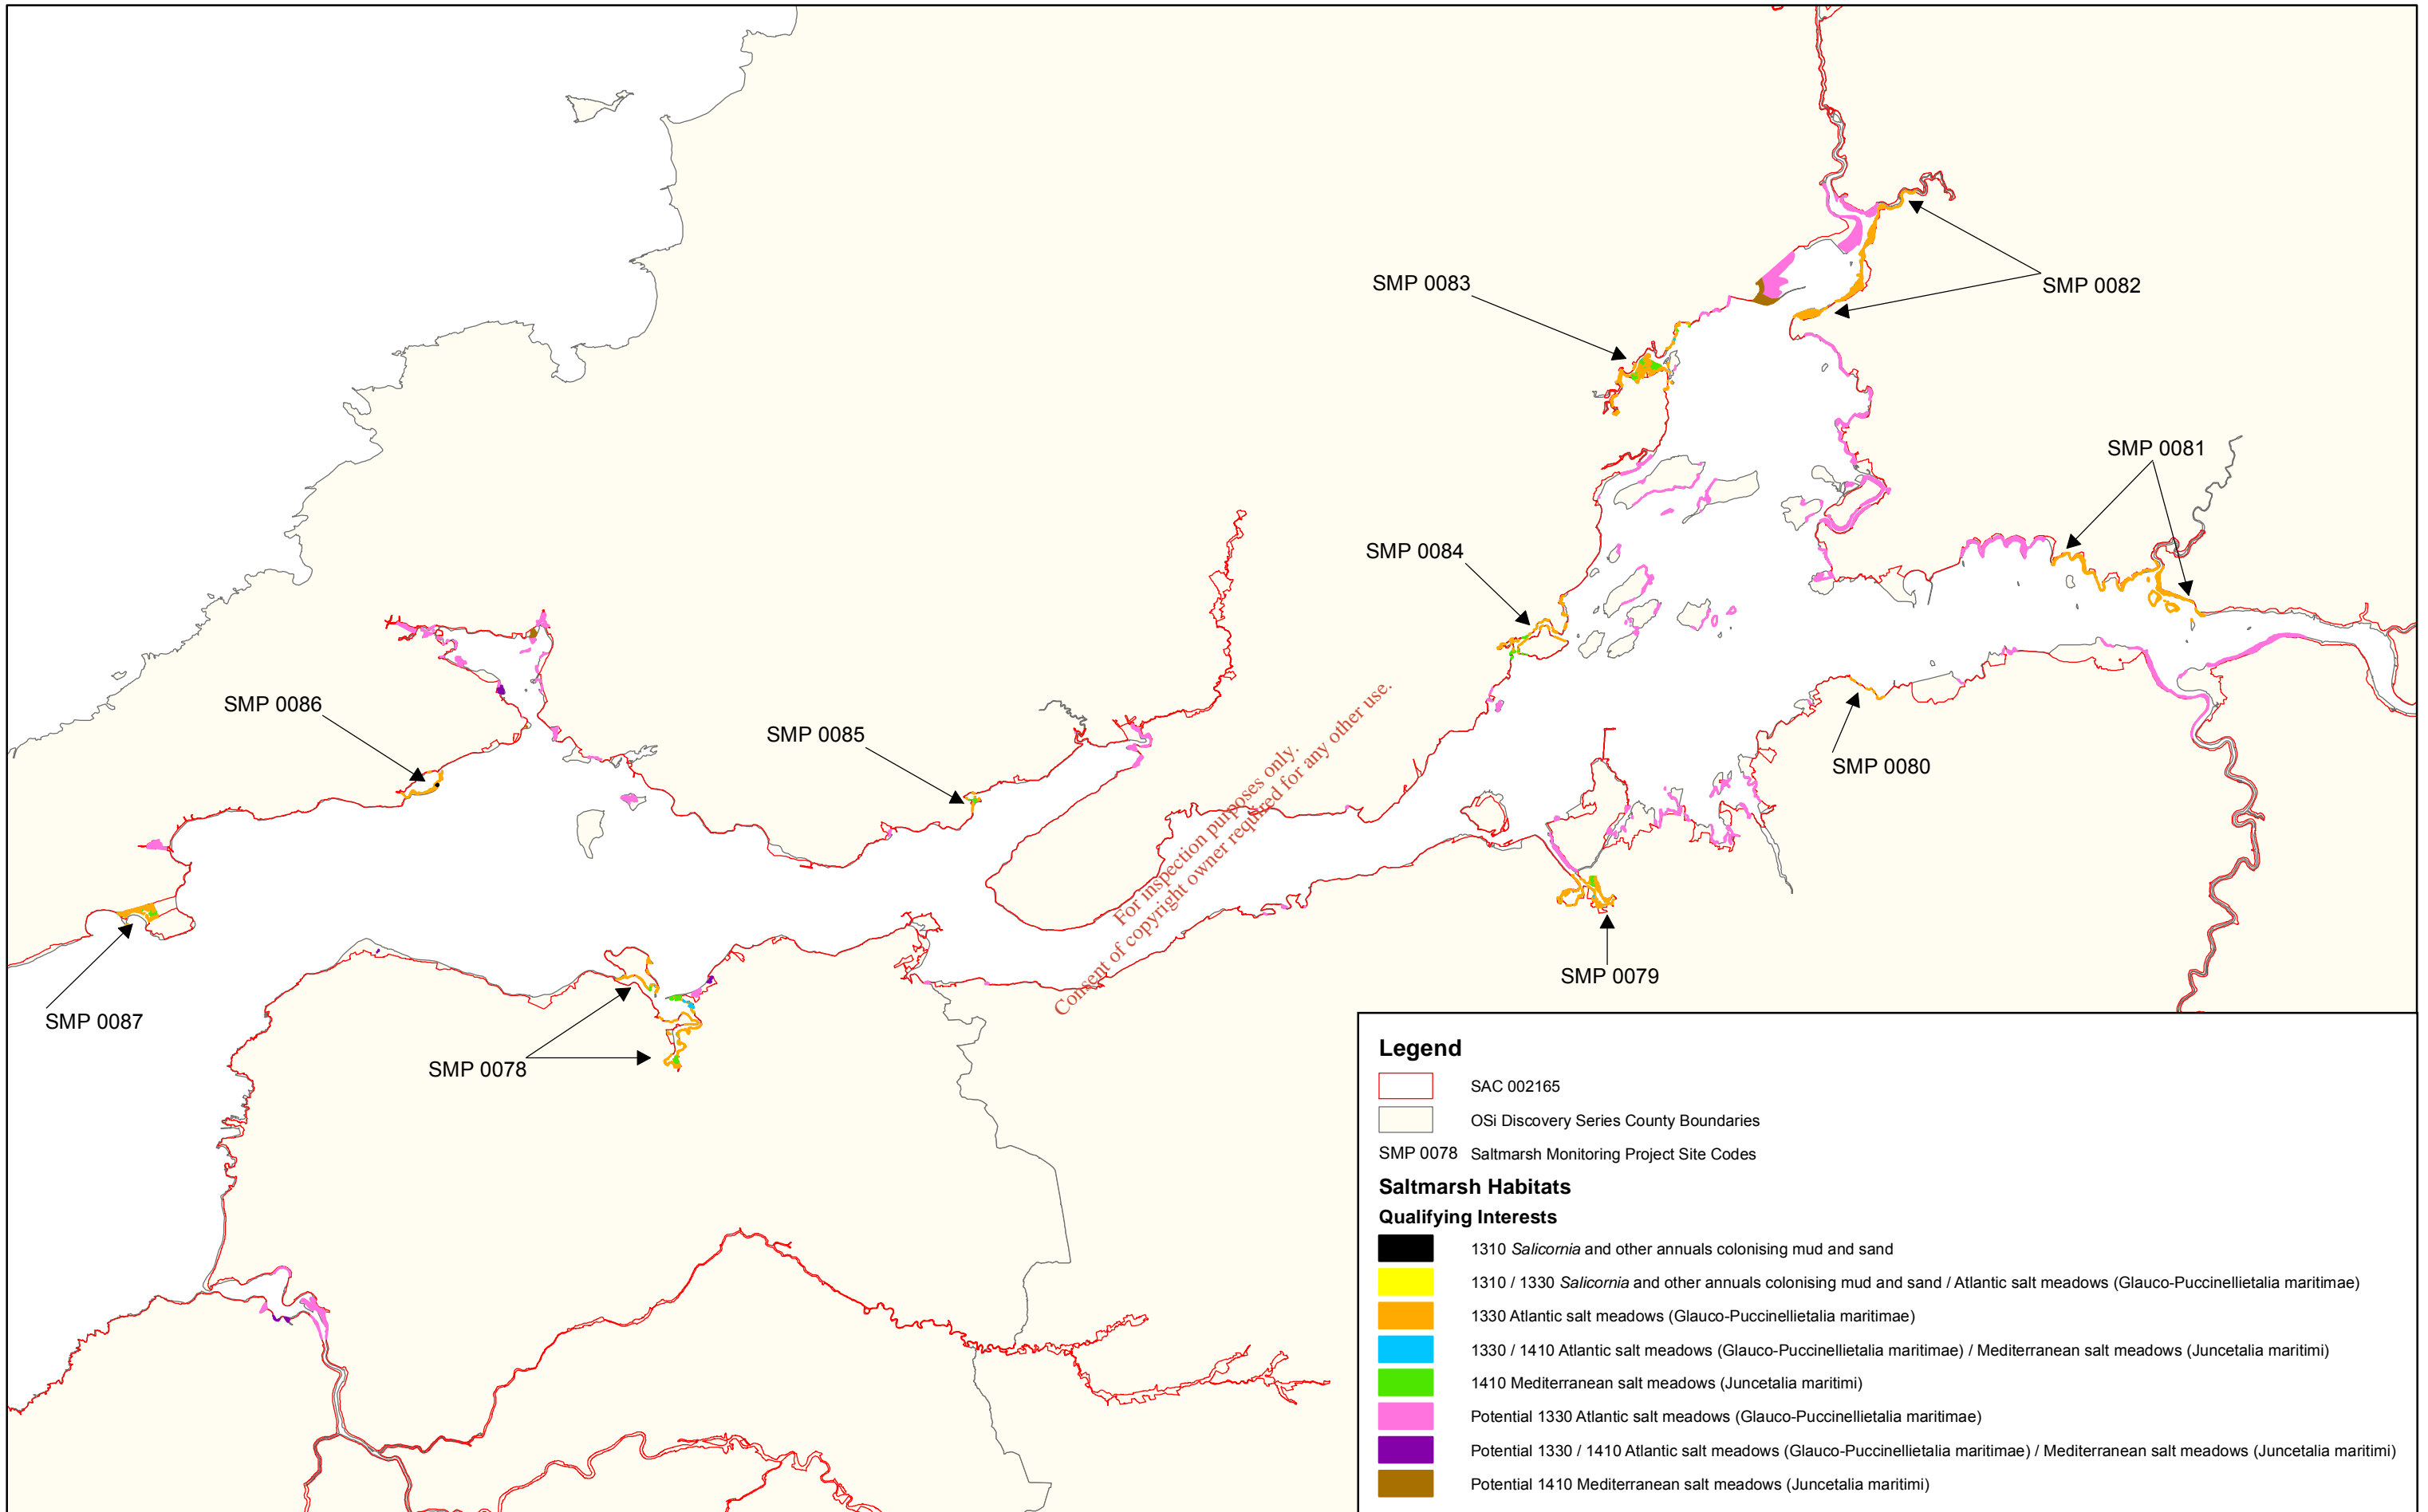 SMP 0083
SMP 0082
SMP 0081
SMP 0084
SMP 0086
SMP 0085
SMP 0080
SMP 0079
SMP 0087
SMP 0078
For inspection purposes only.
Consent of copyright owner required for any other use.
Legend
SAC 002165
OSi Discovery Series County Boundaries
SMP 0078 Saltmarsh Monitoring Project Site Codes
Saltmarsh Habitats
Qualifying Interests
1310 Salicornia and other annuals colonising mud and sand
1310 / 1330 Salicornia and other annuals colonising mud and sand / Atlantic salt meadows (Glauco-Puccinellietalia maritimae)
1330 Atlantic salt meadows (Glauco-Puccinellietalia maritimae)
1330 / 1410 Atlantic salt meadows (Glauco-Puccinellietalia maritimae) / Mediterranean salt meadows (Juncetalia maritimi)
1410 Mediterranean salt meadows (Juncetalia maritimi)
Potential 1330 Atlantic salt meadows (Glauco-Puccinellietalia maritimae)
Potential 1330 / 1410 Atlantic salt meadows (Glauco-Puccinellietalia maritimae) / Mediterranean salt meadows (Juncetalia maritimi)
Potential 1410 Mediterranean salt meadows (Juncetalia maritimi)